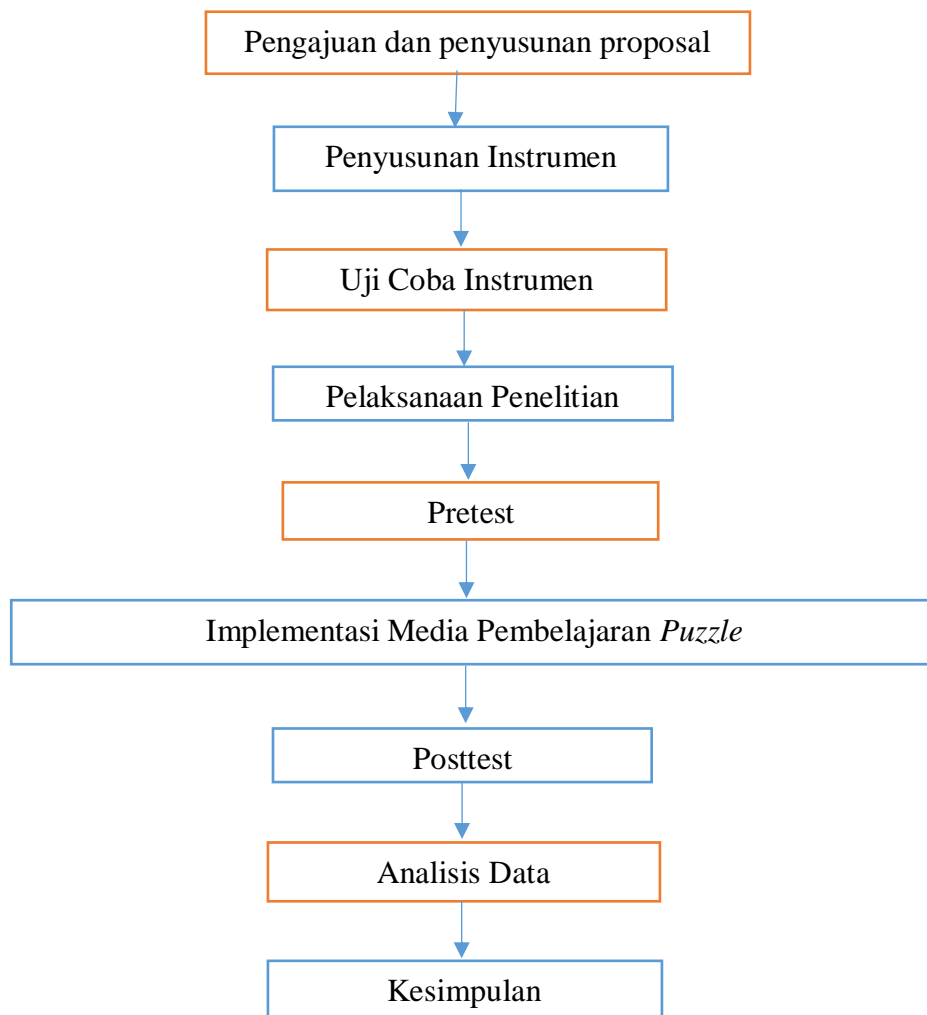 Pengajuan dan penyusunan proposal
Penyusunan Instrumen
Uji Coba Instrumen
Pelaksanaan Penelitian
Pretest
Implementasi Media Pembelajaran Puzzle
Posttest
Analisis Data
Kesimpulan